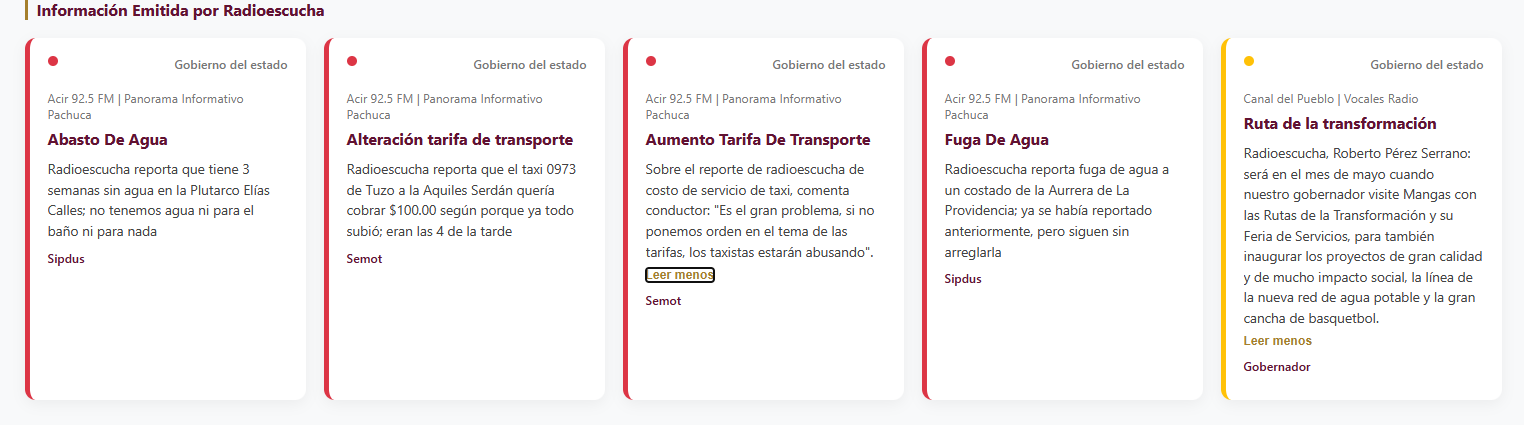 Información Emitida por Radioescucha
Gobierno del estado
Acir 92.5 FM | Panorama Informativo
Pachuca
Abasto De Agua
Radioescucha reporta que tiene 3
semanas sin agua en la Plutarco Elías
Calles; no tenemos agua ni para el
baño ni para nada
Sipdus
Gobierno del estado
Acir 92.5 FM | Panorama Informativo
Pachuca
Alteración tarifa de transporte
Radioescucha reporta que el taxi 0973
de Tuzo a la Aquiles Serdán quería
cobrar $100.00 según porque ya todo
subió; eran las 4 de la tarde
Semot
Gobierno del estado
Acir 92.5 FM | Panorama Informativo
Pachuca
Aumento Tarifa De Transporte
Sobre el reporte de radioescucha de
costo de servicio de taxi, comenta
conductor: "Es el gran problema, si no
ponemos orden en el tema de las
tarifas, los taxistas estarán abusando".
Leer menos
Semot
Gobierno del estado
Acir 92.5 FM | Panorama Informativo
Pachuca
Fuga De Agua
Radioescucha reporta fuga de agua a
un costado de la Aurrera de La
Providencia; ya se había reportado
anteriormente, pero siguen sin
arreglarla
Sipdus
Gobierno del estado
Canal del Pueblo | Vocales Radio
Ruta de la transformación
Radioescucha, Roberto Pérez Serrano:
será en el mes de mayo cuando
nuestro gobernador visite Mangas con
las Rutas de la Transformación y su
Feria de Servicios, para también
inaugurar los proyectos de gran calidad
y de mucho impacto social, la línea de
la nueva red de agua potable y la gran
cancha de basquetbol.
Leer menos
Gobernador